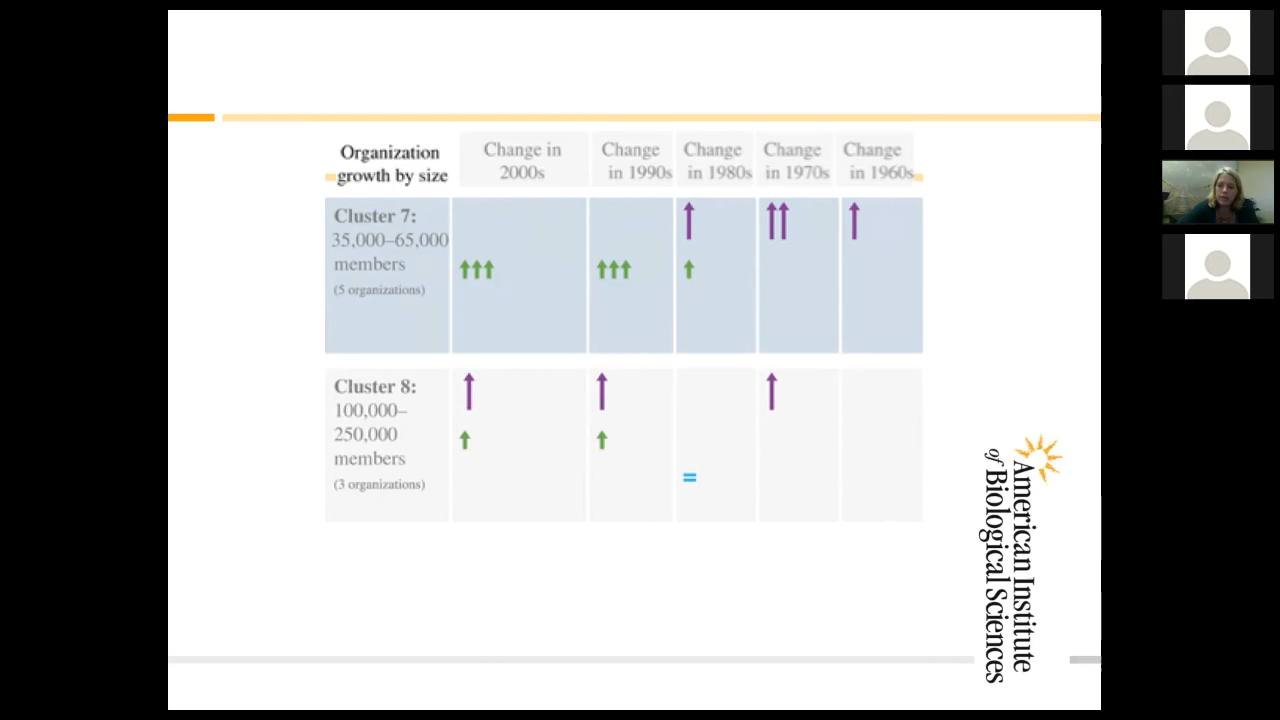 Organization
growth by size
Change in
2000s
Change
in 1990s
Change
in 1980s
Change
in 1970s
Change
in 1960s
Cluster 7:
35,000–65,000
members
(5 organizations)
Cluster 8:
100,000–
250,000
members
(3 organizations)
=
American Institute
of Biological Sciences